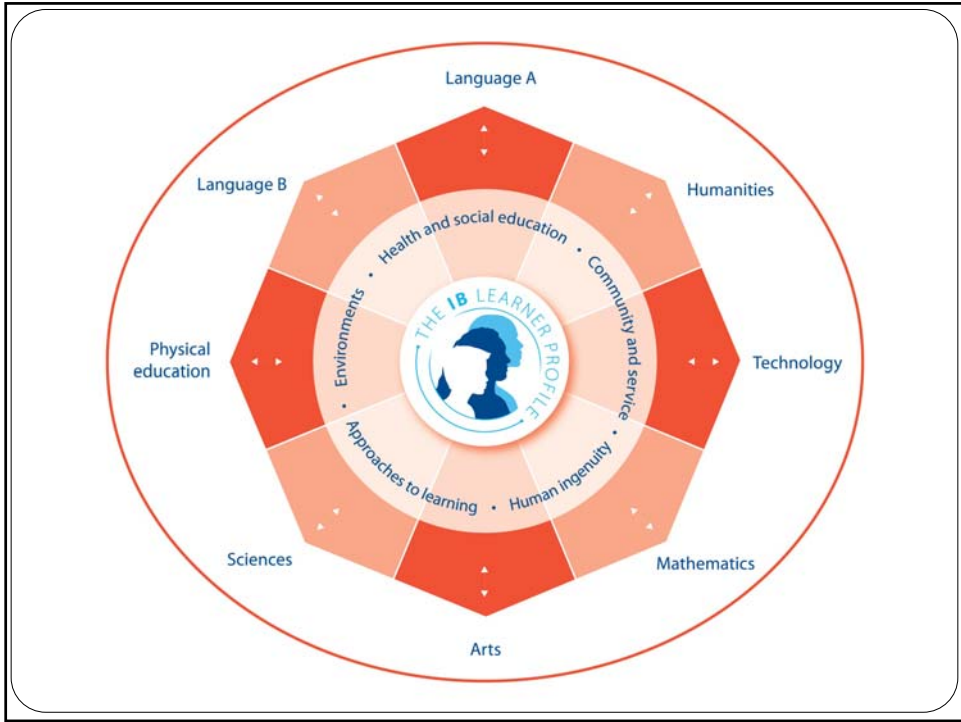 Language A
Language B
Humanities
Health and social education • Community and service • Human ingenuity • Approaches to learning • Environments •
THE IB LEARNER PROFILE
Physical
education
Technology
Sciences
Mathematics
Arts